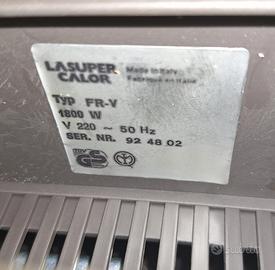 LASUPER
CALOR
Made in Italy
Fabriqué en Italie
Typ FR-V
1800 W
V 220 ~ 50 Hz
SER. NR. 92 48 02
GS